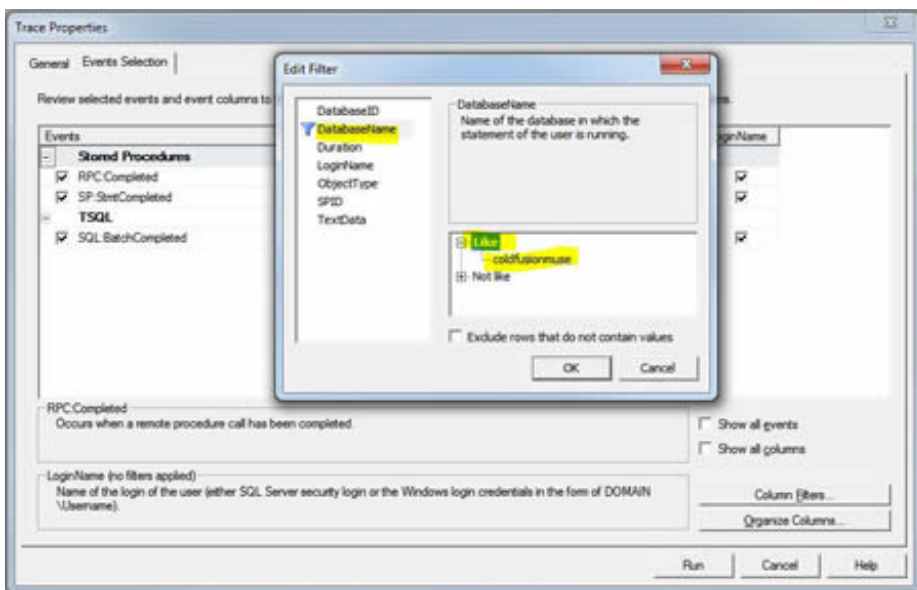 Trace Properties
General Events Selection
Review selected events and event columns to
Events
Stored Procedures
RPC:Completed
SP:StmtCompleted
TSQL
SQL:BatchCompleted
Edit Filter
DatabaseID
DatabaseName
Duration
LoginName
ObjectType
SPID
TextData
DatabaseName
Name of the database in which the
statement of the user is running.
Like
coldfusionmuse
Not like
Exclude rows that do not contain values
OK Cancel
RPC:Completed
Occurs when a remote procedure call has been completed.
LoginName (no filters applied)
Name of the login of the user (either SQL Server security login or the Windows login credentials in the form of DOMAIN
\Username).
Show all events
Show all columns
Column Filters...
Organize Columns...
Run Cancel Help